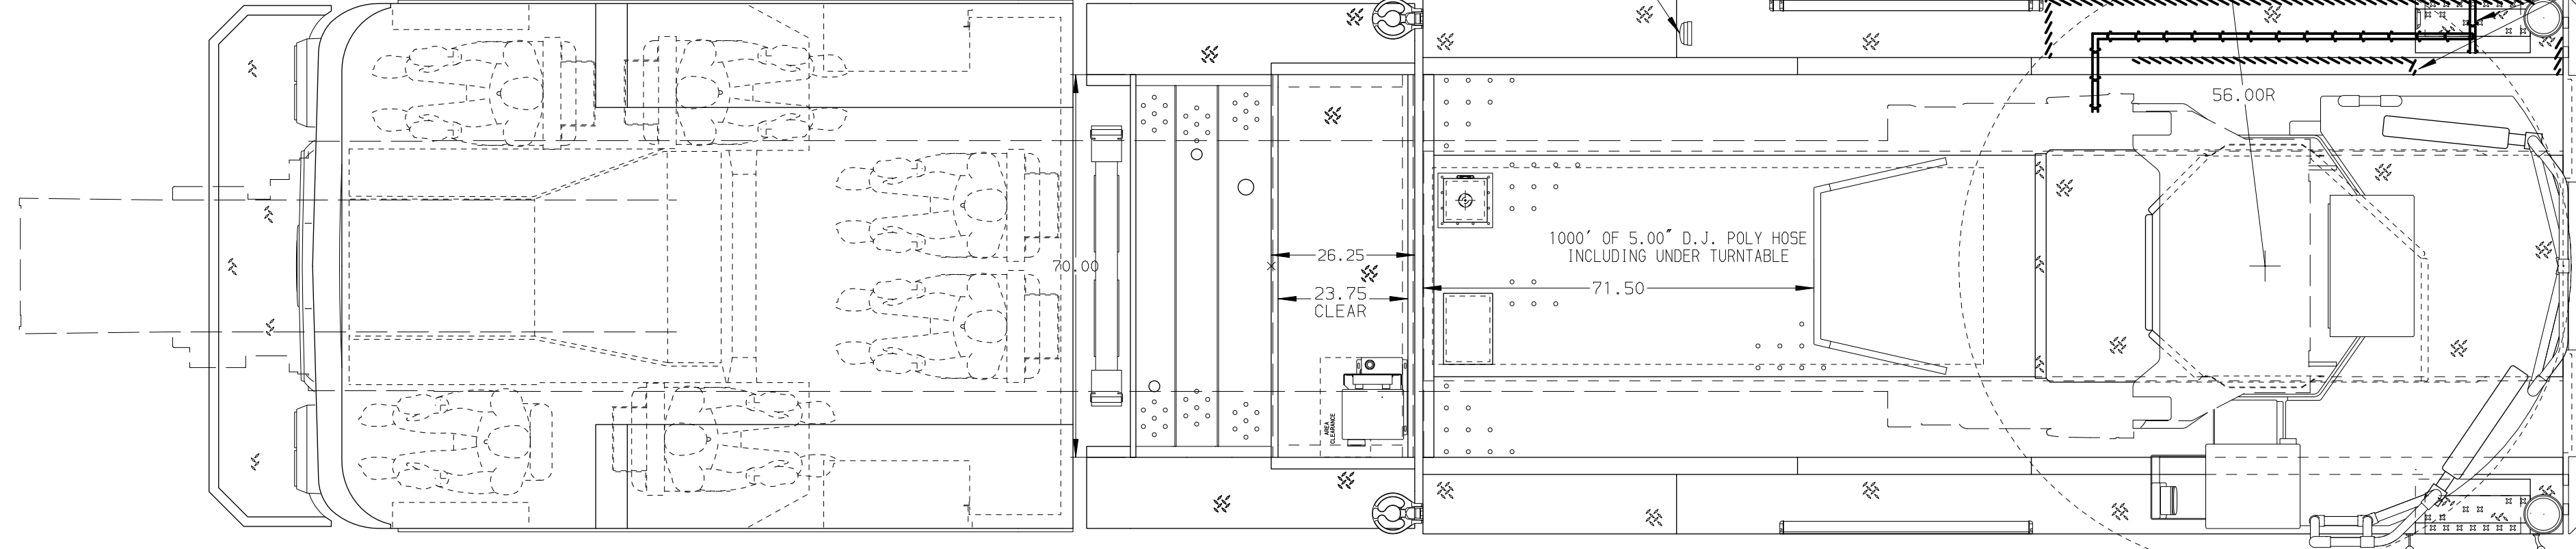 56.00R
1000' OF 5.00" D.J. POLY HOSE
INCLUDING UNDER TURNTABLE
26.25
70.00
71.50
23.75
CLEAR
AREA
CLEARANCE